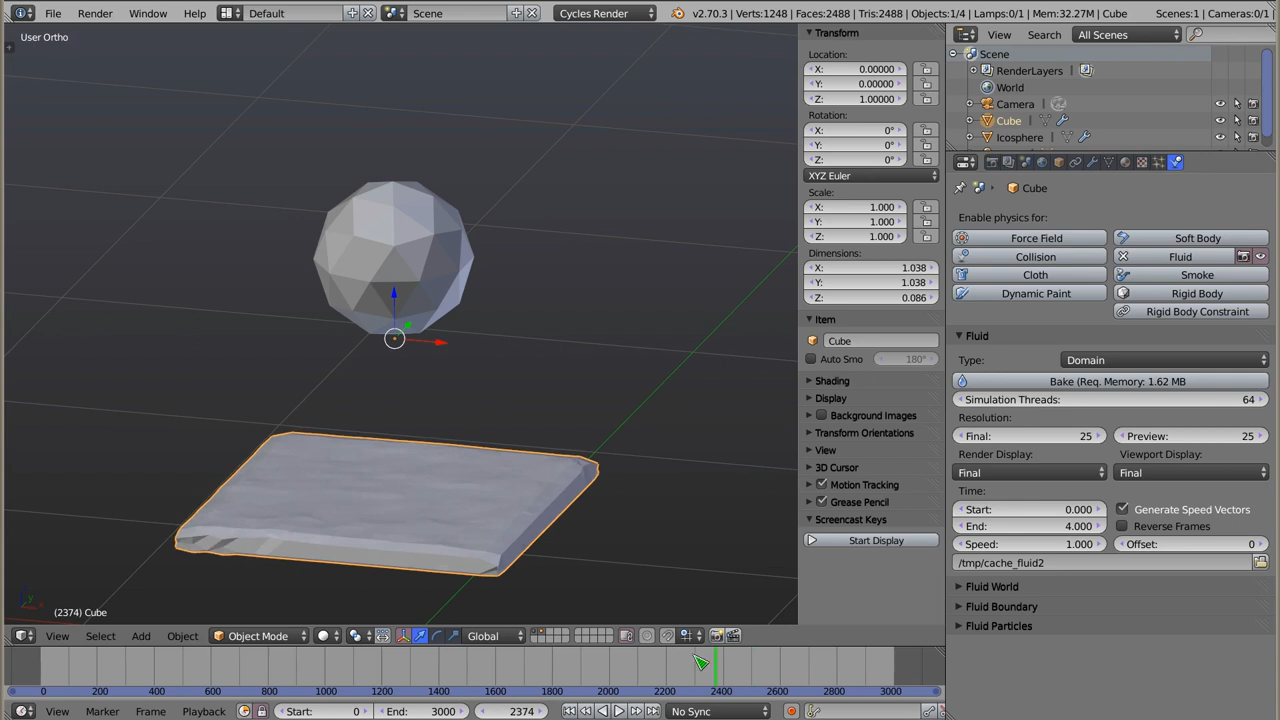 File Render Window Help Default Scene Cycles Render v2.70.3 | Verts:1248 | Faces:2488 | Tris:2488 | Objects:1/4 | Lamps:0/1 | Mem:32.27M | Cube Scenes:1 | Cameras:0/1
User Ortho
(2374) Cube
Transform
Location:
X: 0.00000
Y: 0.00000
Z: 1.00000
Rotation:
X: 0°
Y: 0°
Z: 0°
XYZ Euler
Scale:
X: 1.000
Y: 1.000
Z: 1.000
Dimensions:
X: 1.038
Y: 1.038
Z: 0.086
Item
Cube
Auto Smo 180°
Shading
Display
Background Images
Transform Orientations
View
3D Cursor
Motion Tracking
Grease Pencil
Screencast Keys
Start Display
View Search All Scenes
Scene
RenderLayers
World
Camera
Cube
Icosphere
Cube
Enable physics for:
Force Field Soft Body
Collision Fluid
Cloth Smoke
Dynamic Paint Rigid Body
Rigid Body Constraint
Fluid
Type: Domain
Bake (Req. Memory: 1.62 MB
Simulation Threads: 64
Resolution:
Final: 25 Preview: 25
Render Display: Viewport Display:
Final Final
Time:
Start: 0.000 Generate Speed Vectors
End: 4.000 Reverse Frames
Speed: 1.000 Offset: 0
/tmp/cache_fluid2
Fluid World
Fluid Boundary
Fluid Particles
View Select Add Object Object Mode Global
0 200 400 600 800 1000 1200 1400 1600 1800 2000 2200 2400 2600 2800 3000
View Marker Frame Playback Start: 0 End: 3000 2374 No Sync